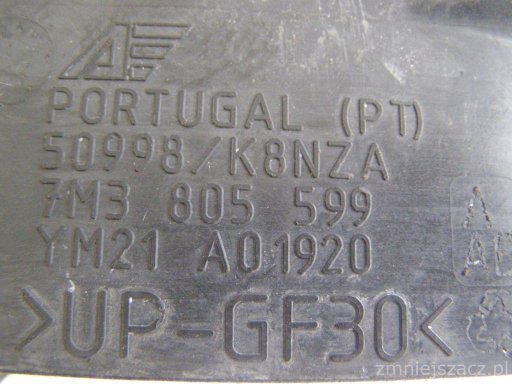 PORTUGAL (PT)
50998/K8NZA
7M3 805 599
YM21 A01920
>UP-GF30<
A
zmniejszacz.pl